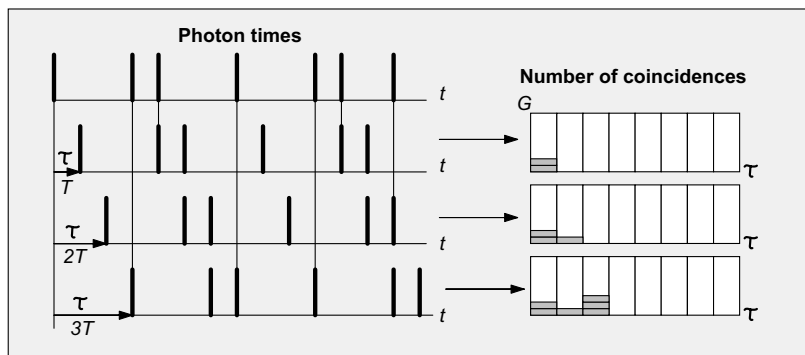 Photon times
Number of coincidences
t
G
τ
T
t
τ
τ
2T
t
τ
τ
3T
t
τ